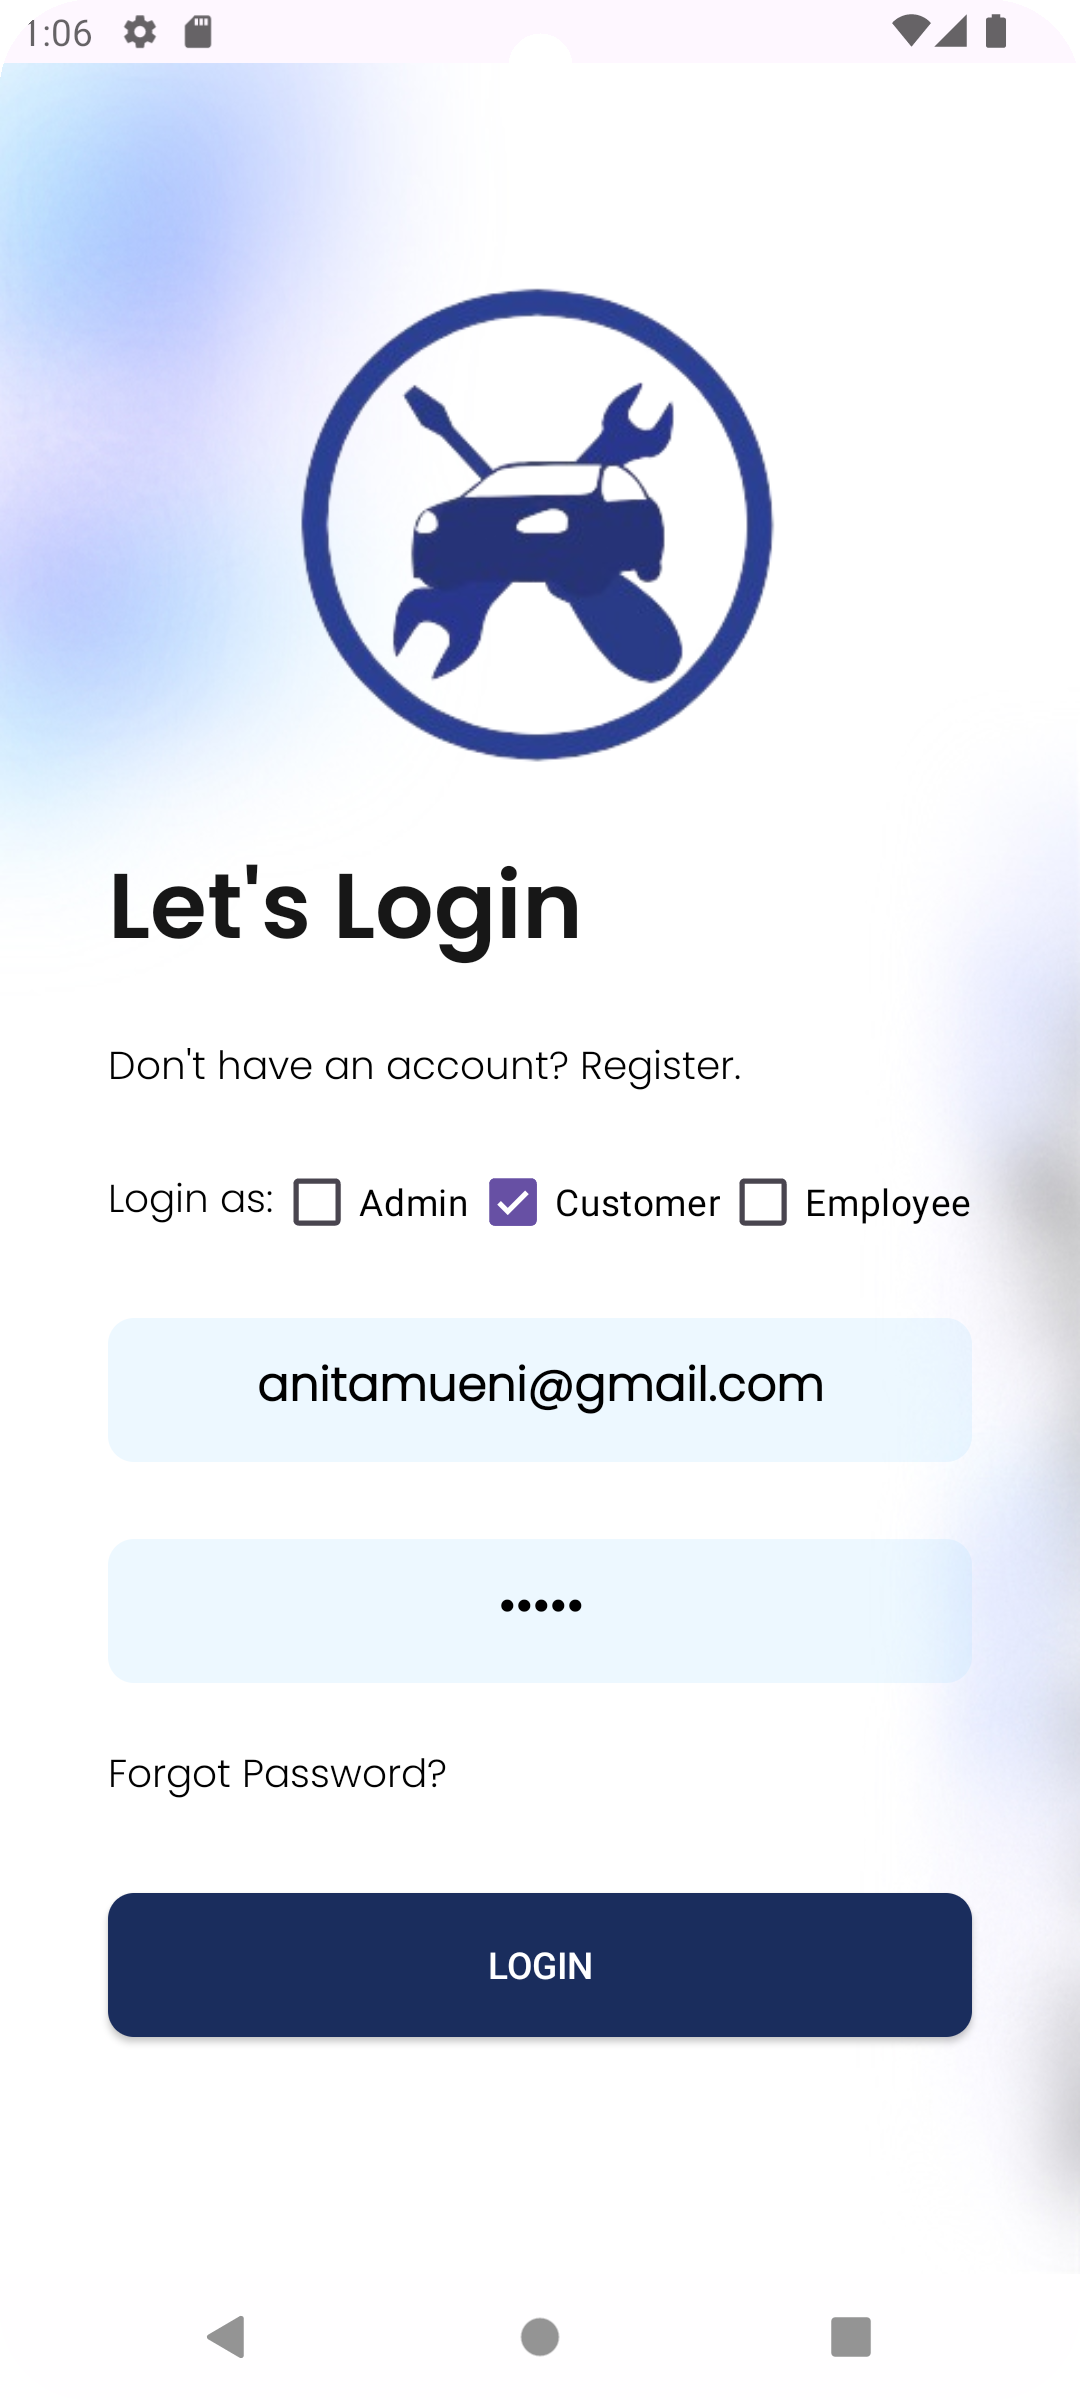 1:06
Let's Login
Don't have an account? Register.
Login as: Admin Customer Employee
anitamueni@gmail.com
•••••
Forgot Password?
LOGIN